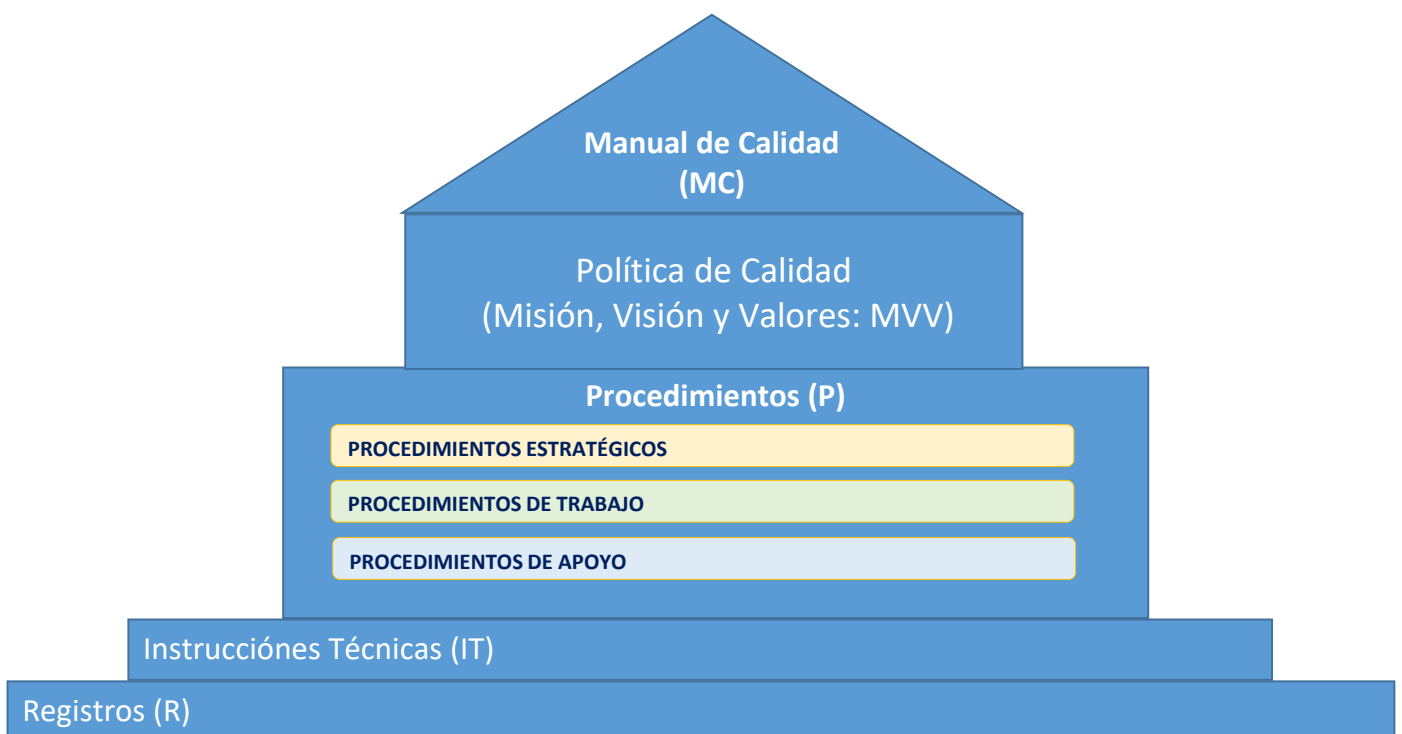 Manual de Calidad
(MC)
Política de Calidad
(Misión, Visión y Valores: MVV)
Procedimientos (P)
PROCEDIMIENTOS ESTRATÉGICOS
PROCEDIMIENTOS DE TRABAJO
PROCEDIMIENTOS DE APOYO
Instrucciónes Técnicas (IT)
Registros (R)